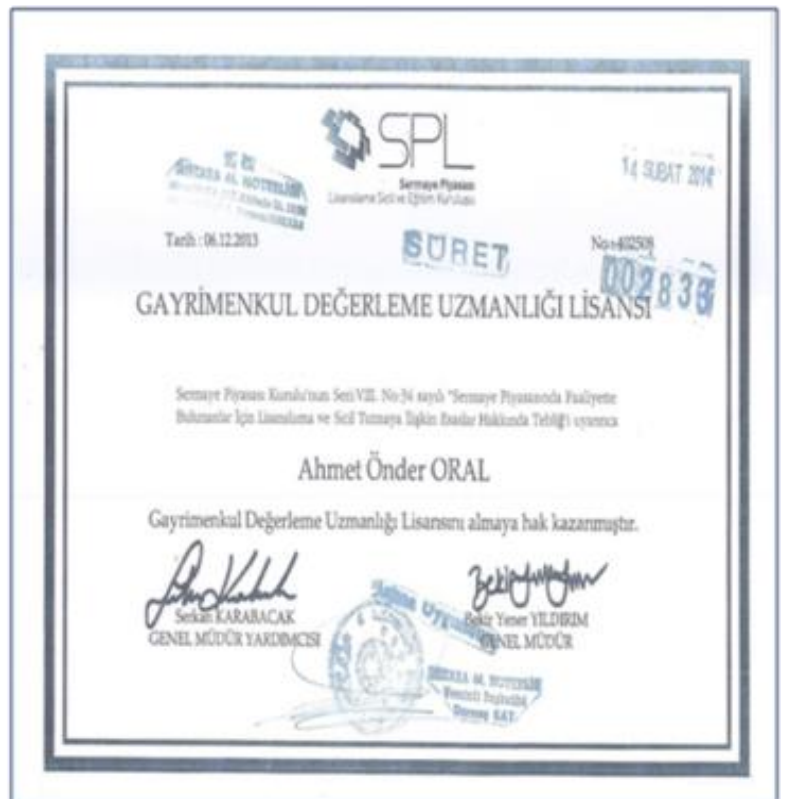 SPL
Sermaye Piyasası
Lisanslama Sicil ve Eğitim Kuruluşu
14 ŞUBAT 2014
Tarih : 06.12.2013
SURET
No : 402508
GAYRİMENKUL DEĞERLEME UZMANLIĞI LİSANSI
Sermaye Piyasası Kurulu'nun Seri:VIII, No:34 sayılı "Sermaye Piyasasında Faaliyette
Bulunanlar İçin Lisanslama ve Sicil Tutmaya İlişkin Esaslar Hakkında Tebliğ'i uyarınca
Ahmet Önder ORAL
Gayrimenkul Değerleme Uzmanlığı Lisansını almaya hak kazanmıştır.
Serkan KARABACAK
GENEL MÜDÜR YARDIMCISI
Bekir Yener YILDIRIM
GENEL MÜDÜR